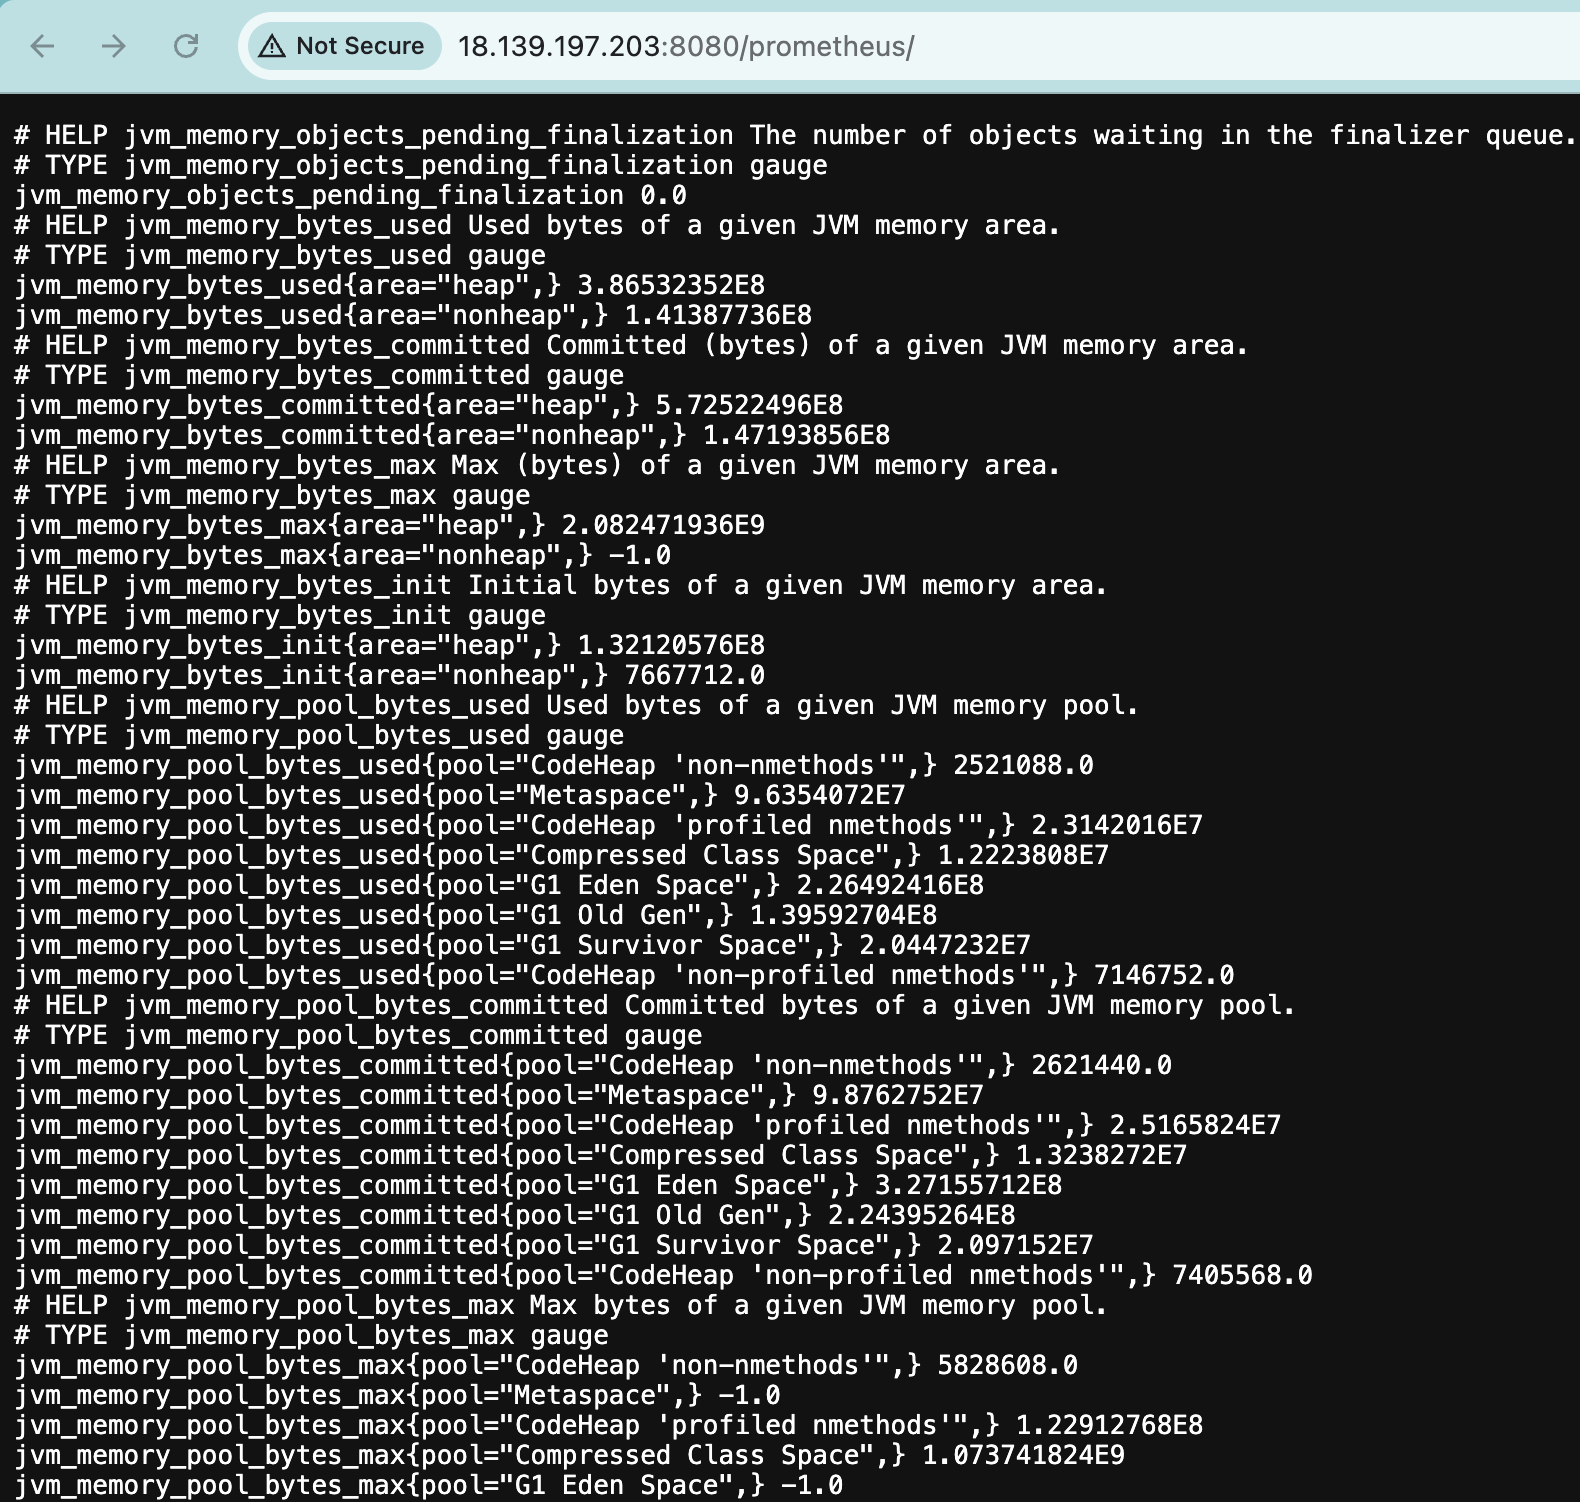 Not Secure 18.139.197.203:8080/prometheus/
# HELP jvm_memory_objects_pending_finalization The number of objects waiting in the finalizer queue.
# TYPE jvm_memory_objects_pending_finalization gauge
jvm_memory_objects_pending_finalization 0.0
# HELP jvm_memory_bytes_used Used bytes of a given JVM memory area.
# TYPE jvm_memory_bytes_used gauge
jvm_memory_bytes_used{area="heap",} 3.86532352E8
jvm_memory_bytes_used{area="nonheap",} 1.41387736E8
# HELP jvm_memory_bytes_committed Committed (bytes) of a given JVM memory area.
# TYPE jvm_memory_bytes_committed gauge
jvm_memory_bytes_committed{area="heap",} 5.72522496E8
jvm_memory_bytes_committed{area="nonheap",} 1.47193856E8
# HELP jvm_memory_bytes_max Max (bytes) of a given JVM memory area.
# TYPE jvm_memory_bytes_max gauge
jvm_memory_bytes_max{area="heap",} 2.082471936E9
jvm_memory_bytes_max{area="nonheap",} -1.0
# HELP jvm_memory_bytes_init Initial bytes of a given JVM memory area.
# TYPE jvm_memory_bytes_init gauge
jvm_memory_bytes_init{area="heap",} 1.32120576E8
jvm_memory_bytes_init{area="nonheap",} 7667712.0
# HELP jvm_memory_pool_bytes_used Used bytes of a given JVM memory pool.
# TYPE jvm_memory_pool_bytes_used gauge
jvm_memory_pool_bytes_used{pool="CodeHeap 'non-nmethods'",} 2521088.0
jvm_memory_pool_bytes_used{pool="Metaspace",} 9.6354072E7
jvm_memory_pool_bytes_used{pool="CodeHeap 'profiled nmethods'",} 2.3142016E7
jvm_memory_pool_bytes_used{pool="Compressed Class Space",} 1.2223808E7
jvm_memory_pool_bytes_used{pool="G1 Eden Space",} 2.26492416E8
jvm_memory_pool_bytes_used{pool="G1 Old Gen",} 1.39592704E8
jvm_memory_pool_bytes_used{pool="G1 Survivor Space",} 2.0447232E7
jvm_memory_pool_bytes_used{pool="CodeHeap 'non-profiled nmethods'",} 7146752.0
# HELP jvm_memory_pool_bytes_committed Committed bytes of a given JVM memory pool.
# TYPE jvm_memory_pool_bytes_committed gauge
jvm_memory_pool_bytes_committed{pool="CodeHeap 'non-nmethods'",} 2621440.0
jvm_memory_pool_bytes_committed{pool="Metaspace",} 9.8762752E7
jvm_memory_pool_bytes_committed{pool="CodeHeap 'profiled nmethods'",} 2.5165824E7
jvm_memory_pool_bytes_committed{pool="Compressed Class Space",} 1.3238272E7
jvm_memory_pool_bytes_committed{pool="G1 Eden Space",} 3.27155712E8
jvm_memory_pool_bytes_committed{pool="G1 Old Gen",} 2.24395264E8
jvm_memory_pool_bytes_committed{pool="G1 Survivor Space",} 2.097152E7
jvm_memory_pool_bytes_committed{pool="CodeHeap 'non-profiled nmethods'",} 7405568.0
# HELP jvm_memory_pool_bytes_max Max bytes of a given JVM memory pool.
# TYPE jvm_memory_pool_bytes_max gauge
jvm_memory_pool_bytes_max{pool="CodeHeap 'non-nmethods'",} 5828608.0
jvm_memory_pool_bytes_max{pool="Metaspace",} -1.0
jvm_memory_pool_bytes_max{pool="CodeHeap 'profiled nmethods'",} 1.22912768E8
jvm_memory_pool_bytes_max{pool="Compressed Class Space",} 1.073741824E9
jvm_memory_pool_bytes_max{pool="G1 Eden Space",} -1.0